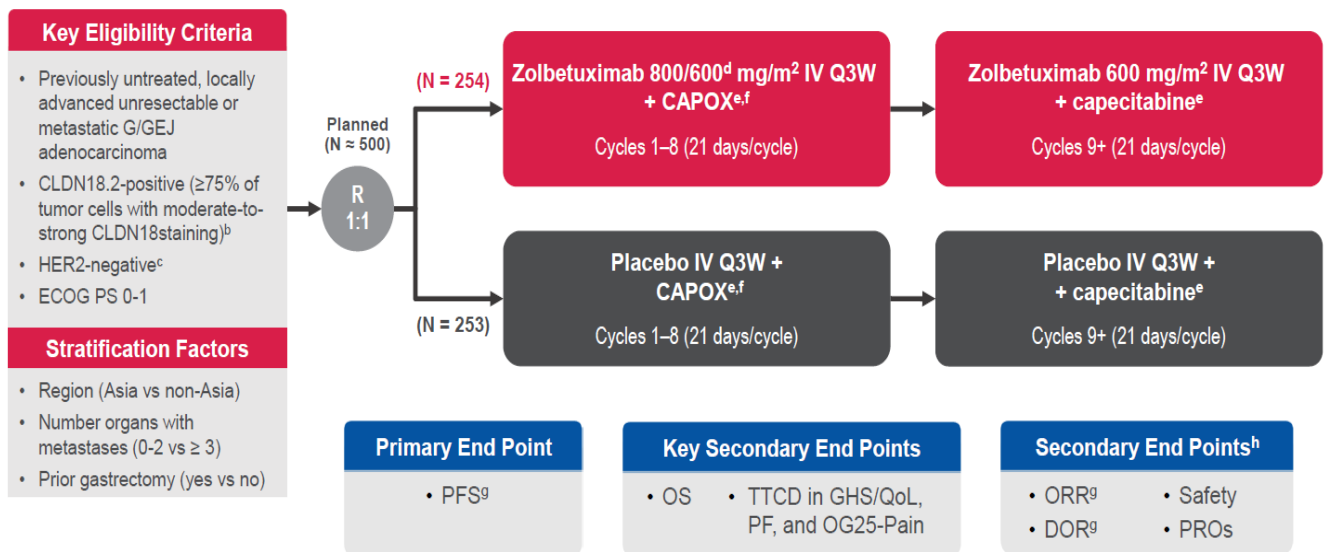 Key Eligibility Criteria
• Previously untreated, locally
advanced unresectable or
metastatic G/GEJ
adenocarcinoma
• CLDN18.2-positive (≥75% of
tumor cells with moderate-to-
strong CLDN18staining)ᵇ
• HER2-negativeᶜ
• ECOG PS 0-1
Stratification Factors
• Region (Asia vs non-Asia)
• Number organs with
metastases (0-2 vs ≥ 3)
• Prior gastrectomy (yes vs no)
Planned
(N ≈ 500)
R
1:1
(N = 254)
Zolbetuximab 800/600ᵈ mg/m² IV Q3W
+ CAPOXᵉ,ᶠ
Cycles 1–8 (21 days/cycle)
Zolbetuximab 600 mg/m² IV Q3W
+ capecitabineᵉ
Cycles 9+ (21 days/cycle)
(N = 253)
Placebo IV Q3W +
CAPOXᵉ,ᶠ
Cycles 1–8 (21 days/cycle)
Placebo IV Q3W +
+ capecitabineᵉ
Cycles 9+ (21 days/cycle)
Primary End Point
• PFSᵍ
Key Secondary End Points
• OS
• TTCD in GHS/QoL,
PF, and OG25-Pain
Secondary End Pointsʰ
• ORRᵍ
• DORᵍ
• Safety
• PROs